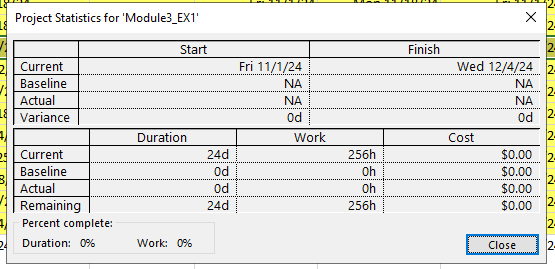 Project Statistics for 'Module3_EX1'
Start Finish
Current Fri 11/1/24 Wed 12/4/24
Baseline NA NA
Actual NA NA
Variance 0d 0d
Duration Work Cost
Current 24d 256h $0.00
Baseline 0d 0h $0.00
Actual 0d 0h $0.00
Remaining 24d 256h $0.00
Percent complete:
Duration: 0% Work: 0%
Close